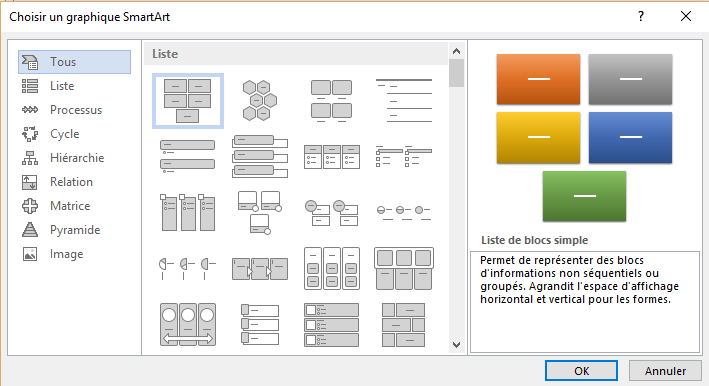 Choisir un graphique SmartArt
?
Tous
Liste
Processus
Cycle
Hiérarchie
Relation
Matrice
Pyramide
Image
Liste
Liste de blocs simple
Permet de représenter des blocs
d'informations non séquentiels ou
groupés. Agrandit l'espace d'affichage
horizontal et vertical pour les formes.
OK
Annuler